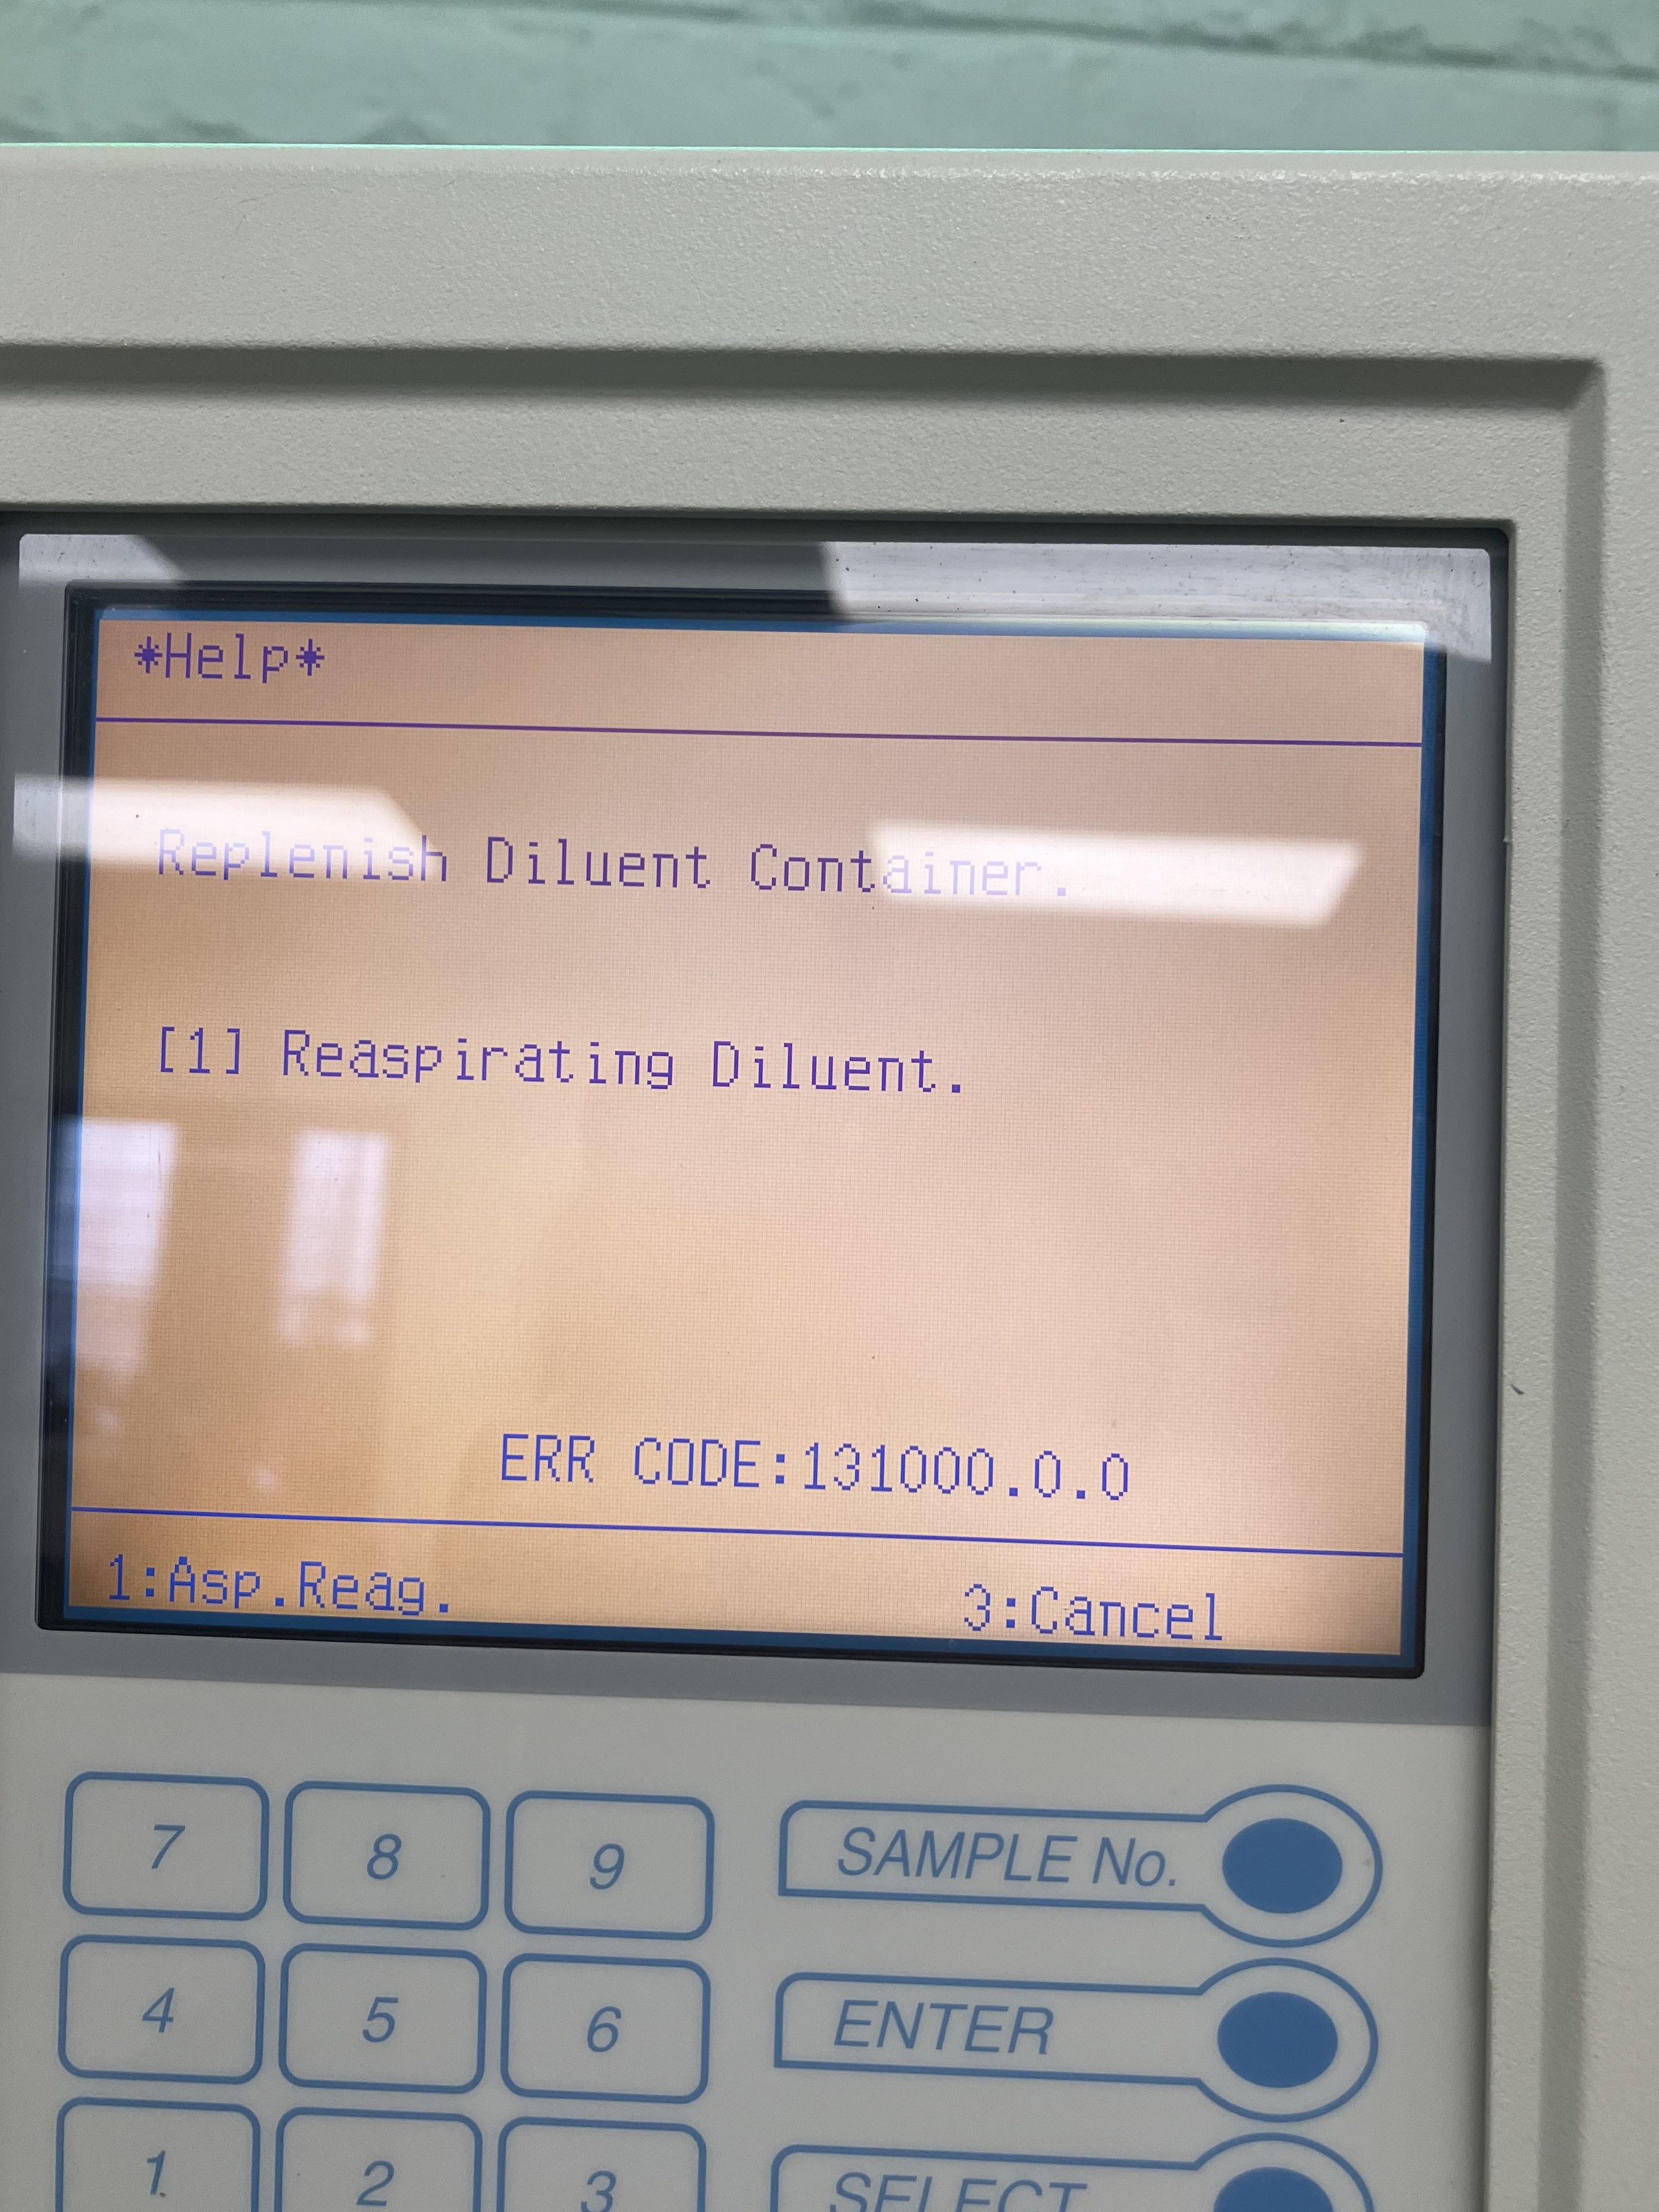 *Help*
Replenish Diluent Container.
[1] Reaspirating Diluent.
ERR CODE:131000.0.0
1:Asp.Reag. 3:Cancel
7 8 9 SAMPLE No.
4 5 6 ENTER
1 2 3 SELECT